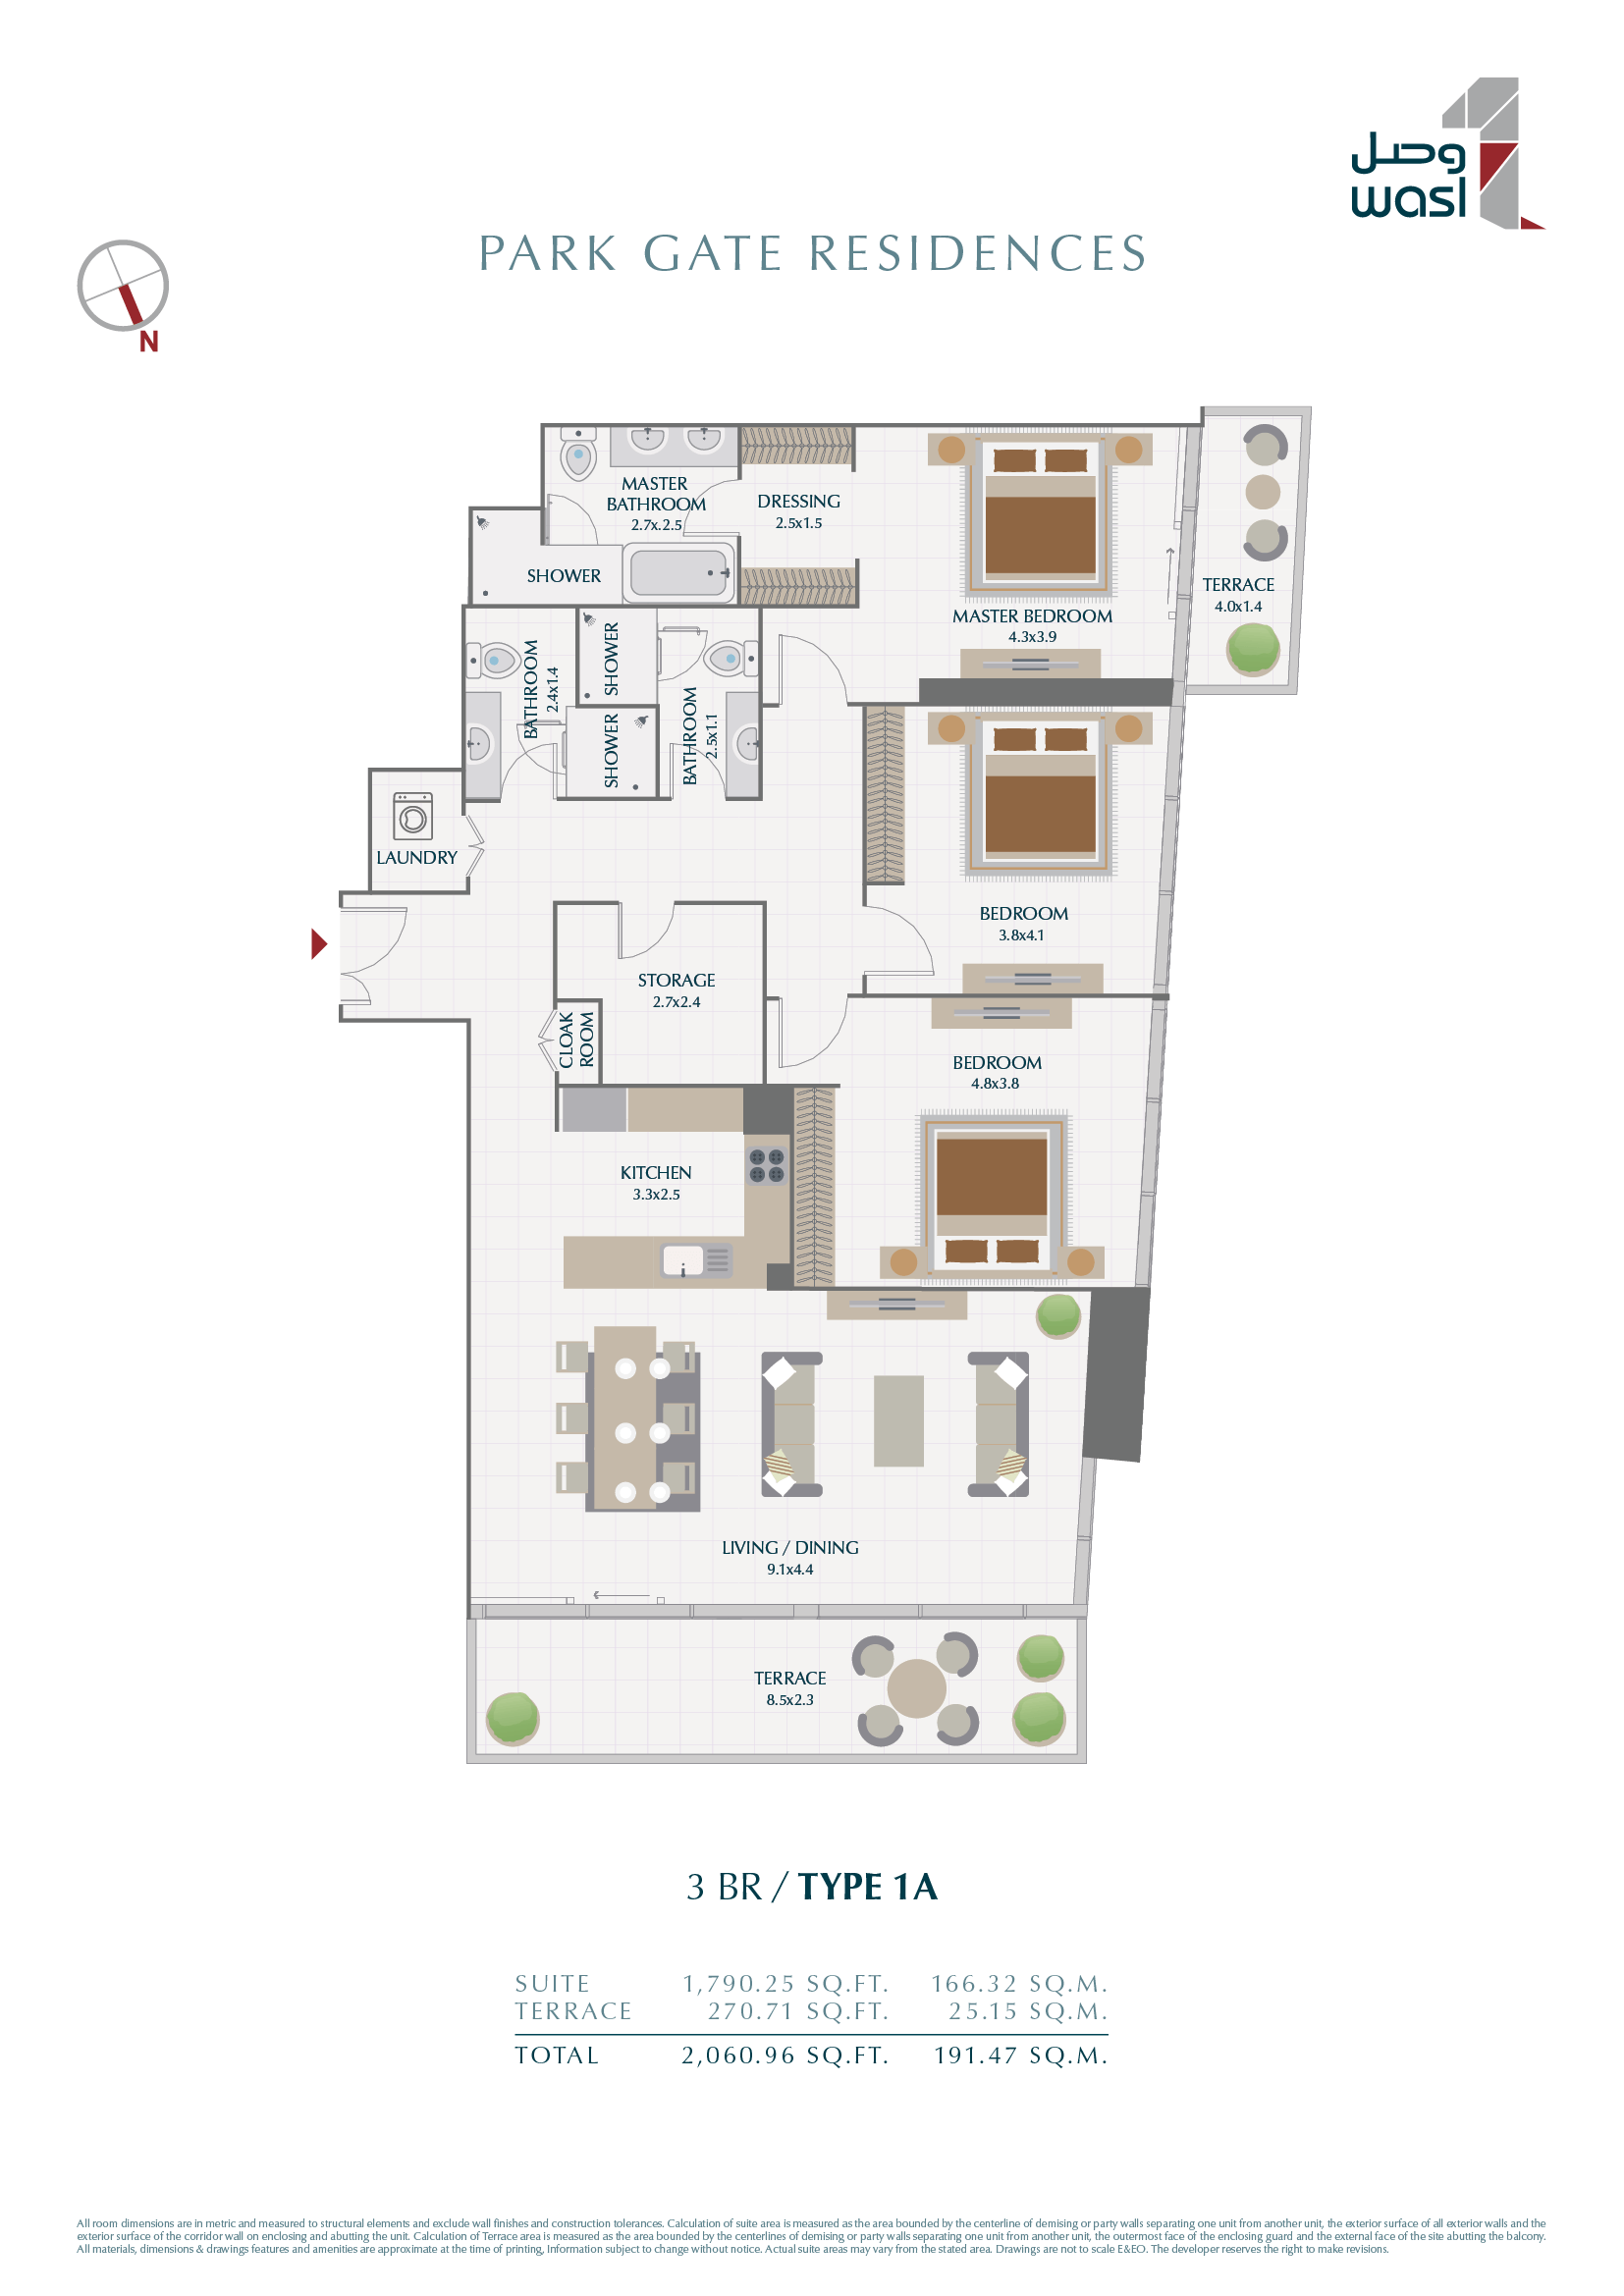 وصل
wasl
PARK GATE RESIDENCES
N
MASTER
BATHROOM
2.7x.2.5
DRESSING
2.5x1.5
SHOWER
MASTER BEDROOM
4.3x3.9
TERRACE
4.0x1.4
BATHROOM
2.4x1.4
SHOWER
SHOWER
BATHROOM
2.5x1.1
LAUNDRY
BEDROOM
3.8x4.1
STORAGE
2.7x2.4
CLOAK
ROOM
BEDROOM
4.8x3.8
KITCHEN
3.3x2.5
LIVING / DINING
9.1x4.4
TERRACE
8.5x2.3
3 BR / TYPE 1A
SUITE 1,790.25 SQ.FT. 166.32 SQ.M.
TERRACE 270.71 SQ.FT. 25.15 SQ.M.
TOTAL 2,060.96 SQ.FT. 191.47 SQ.M.
All room dimensions are in metric and measured to structural elements and exclude wall finishes and construction tolerances. Calculation of suite area is measured as the area bounded by the centerline of demising or party walls separating one unit from another unit, the exterior surface of all exterior walls and the
exterior surface of the corridor wall on enclosing and abutting the unit. Calculation of Terrace area is measured as the area bounded by the centerlines of demising or party walls separating one unit from another unit, the outermost face of the enclosing guard and the external face of the site abutting the balcony.
All materials, dimensions & drawings features and amenities are approximate at the time of printing, Information subject to change without notice. Actual suite areas may vary from the stated area. Drawings are not to scale E&EO. The developer reserves the right to make revisions.